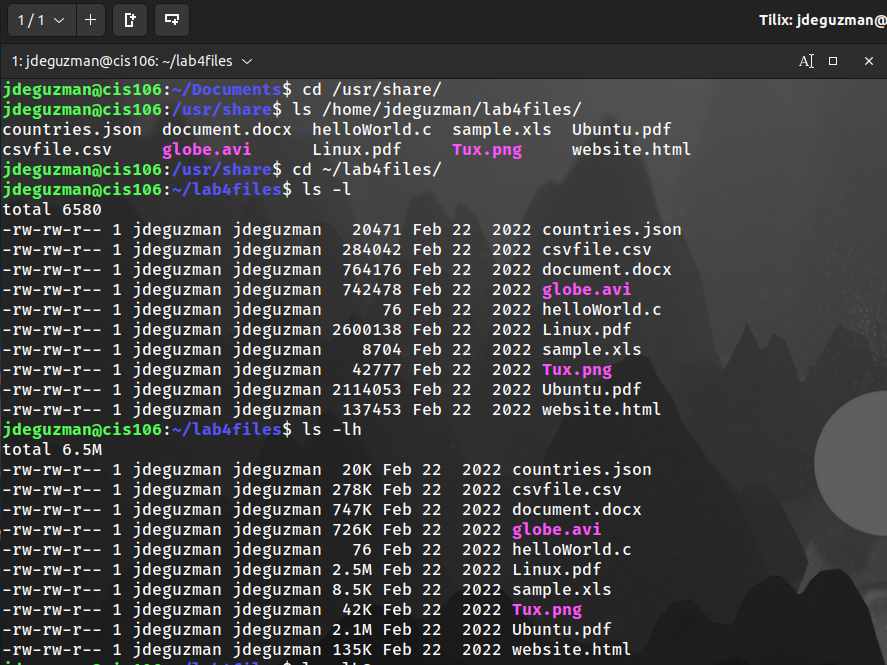 1 / 1
Tilix: jdeguzman@
1: jdeguzman@cis106: ~/lab4files
jdeguzman@cis106:~/Documents$ cd /usr/share/
jdeguzman@cis106:/usr/share$ ls /home/jdeguzman/lab4files/
countries.json  document.docx  helloWorld.c  sample.xls  Ubuntu.pdf
csvfile.csv     globe.avi      Linux.pdf     Tux.png     website.html
jdeguzman@cis106:/usr/share$ cd ~/lab4files/
jdeguzman@cis106:~/lab4files$ ls -l
total 6580
-rw-rw-r-- 1 jdeguzman jdeguzman   20471 Feb 22  2022 countries.json
-rw-rw-r-- 1 jdeguzman jdeguzman  284042 Feb 22  2022 csvfile.csv
-rw-rw-r-- 1 jdeguzman jdeguzman  764176 Feb 22  2022 document.docx
-rw-rw-r-- 1 jdeguzman jdeguzman  742478 Feb 22  2022 globe.avi
-rw-rw-r-- 1 jdeguzman jdeguzman      76 Feb 22  2022 helloWorld.c
-rw-rw-r-- 1 jdeguzman jdeguzman 2600138 Feb 22  2022 Linux.pdf
-rw-rw-r-- 1 jdeguzman jdeguzman    8704 Feb 22  2022 sample.xls
-rw-rw-r-- 1 jdeguzman jdeguzman   42777 Feb 22  2022 Tux.png
-rw-rw-r-- 1 jdeguzman jdeguzman 2114053 Feb 22  2022 Ubuntu.pdf
-rw-rw-r-- 1 jdeguzman jdeguzman  137453 Feb 22  2022 website.html
jdeguzman@cis106:~/lab4files$ ls -lh
total 6.5M
-rw-rw-r-- 1 jdeguzman jdeguzman  20K Feb 22  2022 countries.json
-rw-rw-r-- 1 jdeguzman jdeguzman 278K Feb 22  2022 csvfile.csv
-rw-rw-r-- 1 jdeguzman jdeguzman 747K Feb 22  2022 document.docx
-rw-rw-r-- 1 jdeguzman jdeguzman 726K Feb 22  2022 globe.avi
-rw-rw-r-- 1 jdeguzman jdeguzman   76 Feb 22  2022 helloWorld.c
-rw-rw-r-- 1 jdeguzman jdeguzman 2.5M Feb 22  2022 Linux.pdf
-rw-rw-r-- 1 jdeguzman jdeguzman 8.5K Feb 22  2022 sample.xls
-rw-rw-r-- 1 jdeguzman jdeguzman  42K Feb 22  2022 Tux.png
-rw-rw-r-- 1 jdeguzman jdeguzman 2.1M Feb 22  2022 Ubuntu.pdf
-rw-rw-r-- 1 jdeguzman jdeguzman 135K Feb 22  2022 website.html